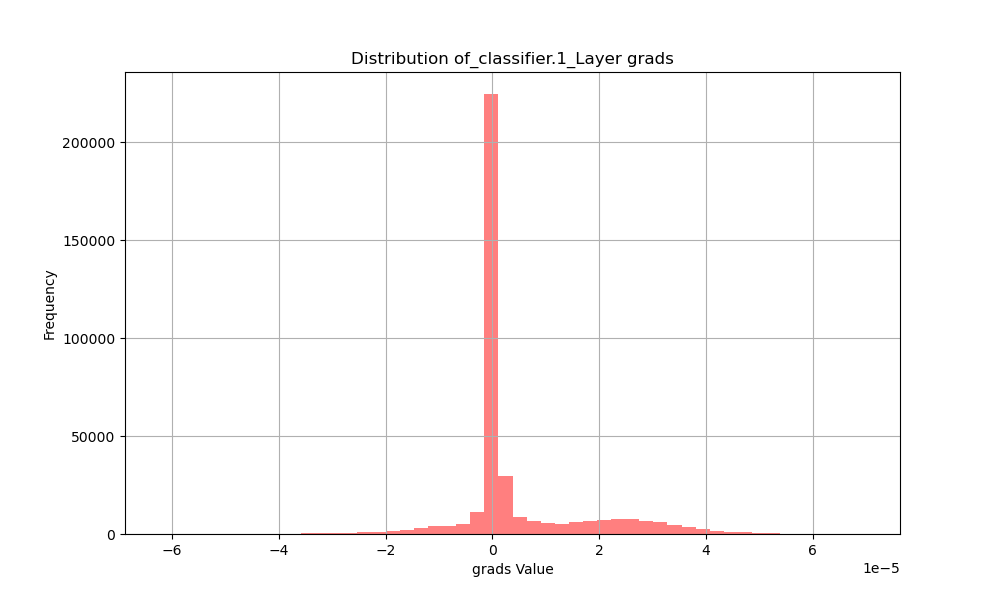 Distribution of_classifier.1_Layer grads
Frequency
200000
150000
100000
50000
0
−6 −4 −2 0 2 4 6
1e−5
grads Value